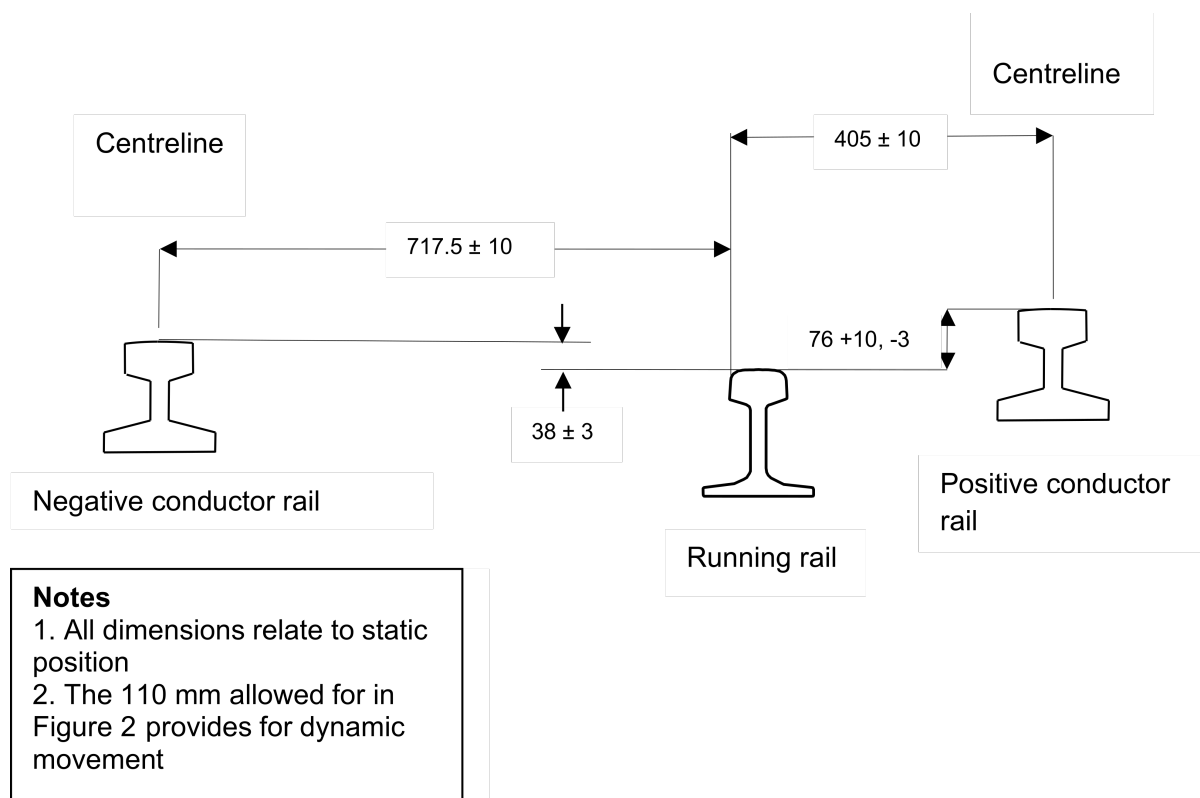 Centreline
Centreline
405 ± 10
717.5 ± 10
76 +10, -3
38 ± 3
Negative conductor rail
Positive conductor
rail
Running rail
Notes
1. All dimensions relate to static
position
2. The 110 mm allowed for in
Figure 2 provides for dynamic
movement